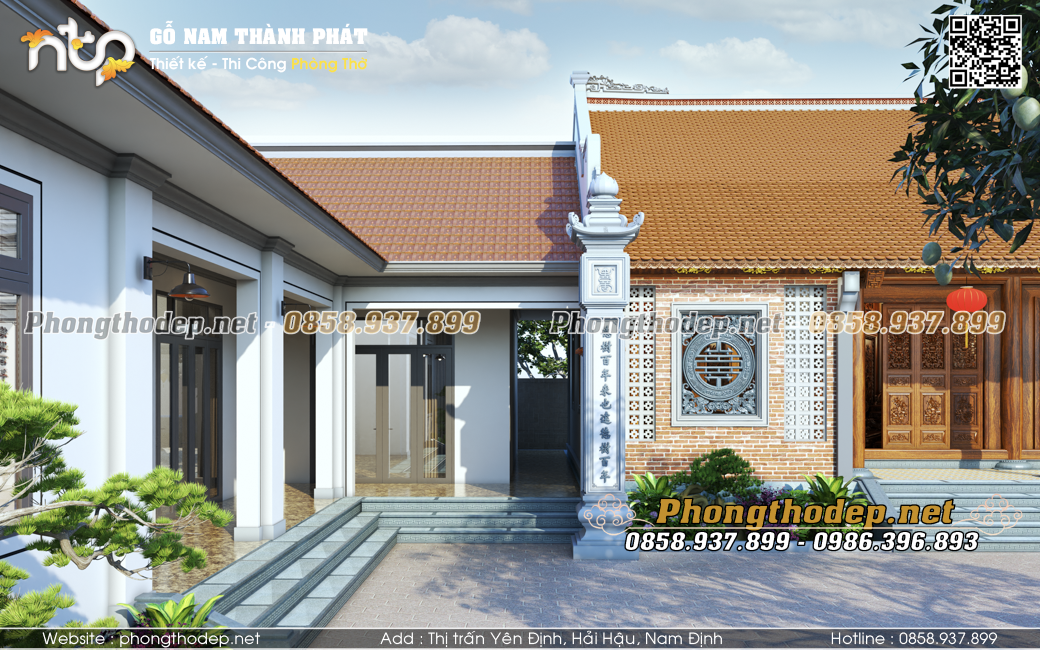 ntp
GỖ NAM THÀNH PHÁT
Thiết kế - Thi Công Phòng Thờ
Phongthodep.net - 0858.937.899
Phongthodep.net - 0858.937.899
Phongthodep.net
0858.937.899 - 0986.396.893
Website : phongthodep.net
Add : Thị trấn Yên Định, Hải Hậu, Nam Định
Hotline : 0858.937.899